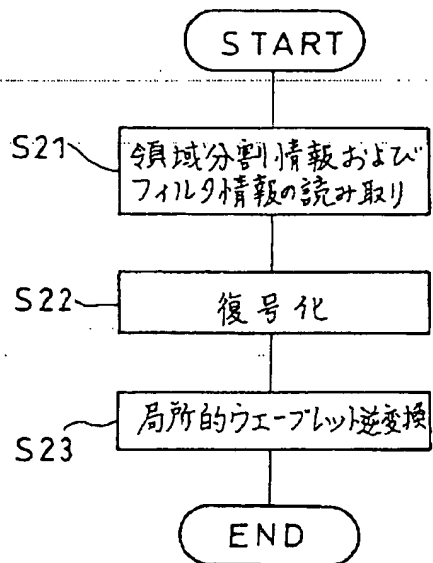 START
S21
領域分割情報および
フィルタ情報の読み取り
S22
復号化
S23
局所的ウェーブレット逆変換
END